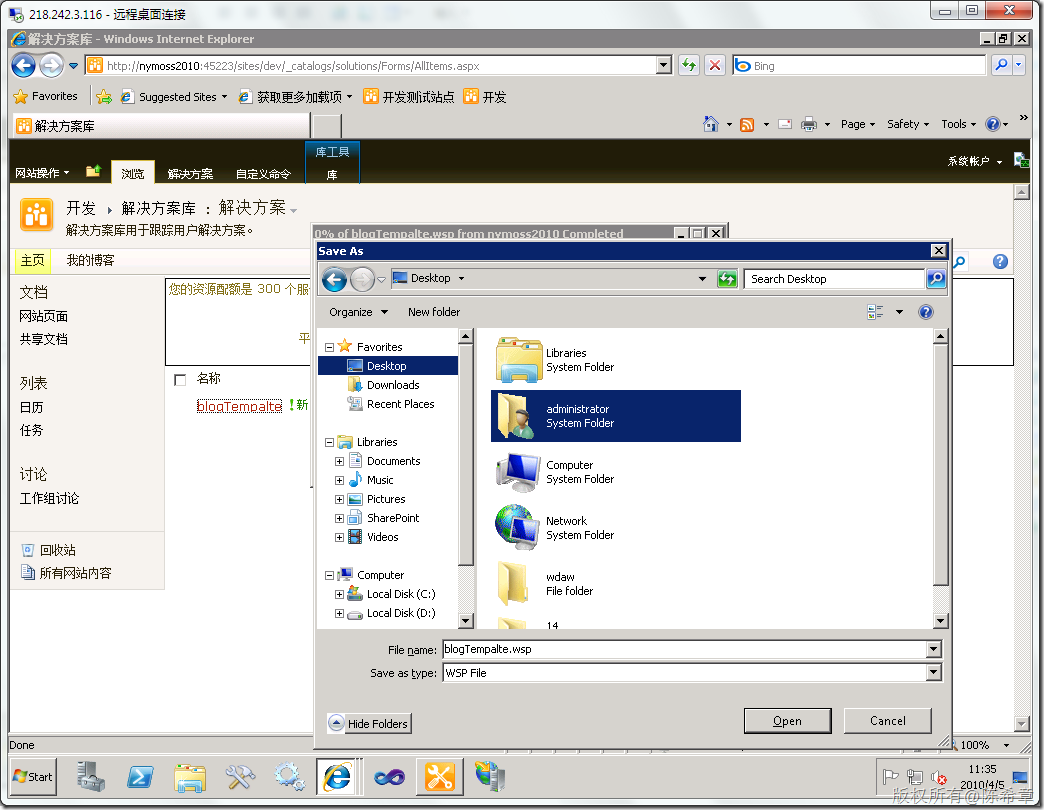 218.242.3.116 - 远程桌面连接
解决方案库 - Windows Internet Explorer
http://nymoss2010:45223/sites/dev/_catalogs/solutions/Forms/AllItems.aspx
Bing
Favorites
Suggested Sites
获取更多加载项
开发测试站点
开发
解决方案库
Page
Safety
Tools
»
库工具
系统帐户
网站操作
浏览
解决方案
自定义命令
库
开发
解决方案库 : 解决方案
解决方案库用于跟踪用户解决方案。
0% of blogTempalte.wsp from nymoss2010 Completed
主页
我的博客
Save As
Desktop
Search Desktop
Organize
New folder
文档
网站页面
共享文档
列表
日历
任务
讨论
工作组讨论
回收站
所有网站内容
您的资源配额是 300 个服
平
名称
blogTempalte
!新
Favorites
Desktop
Downloads
Recent Places
Libraries
Documents
Music
Pictures
SharePoint
Videos
Computer
Local Disk (C:)
Local Disk (D:)
Libraries
System Folder
administrator
System Folder
Computer
System Folder
Network
System Folder
wdaw
File folder
14
File name:
blogTempalte.wsp
Save as type:
WSP File
Hide Folders
Open
Cancel
Done
100%
Start
11:35
2010/4/5
版权所有@陈希章